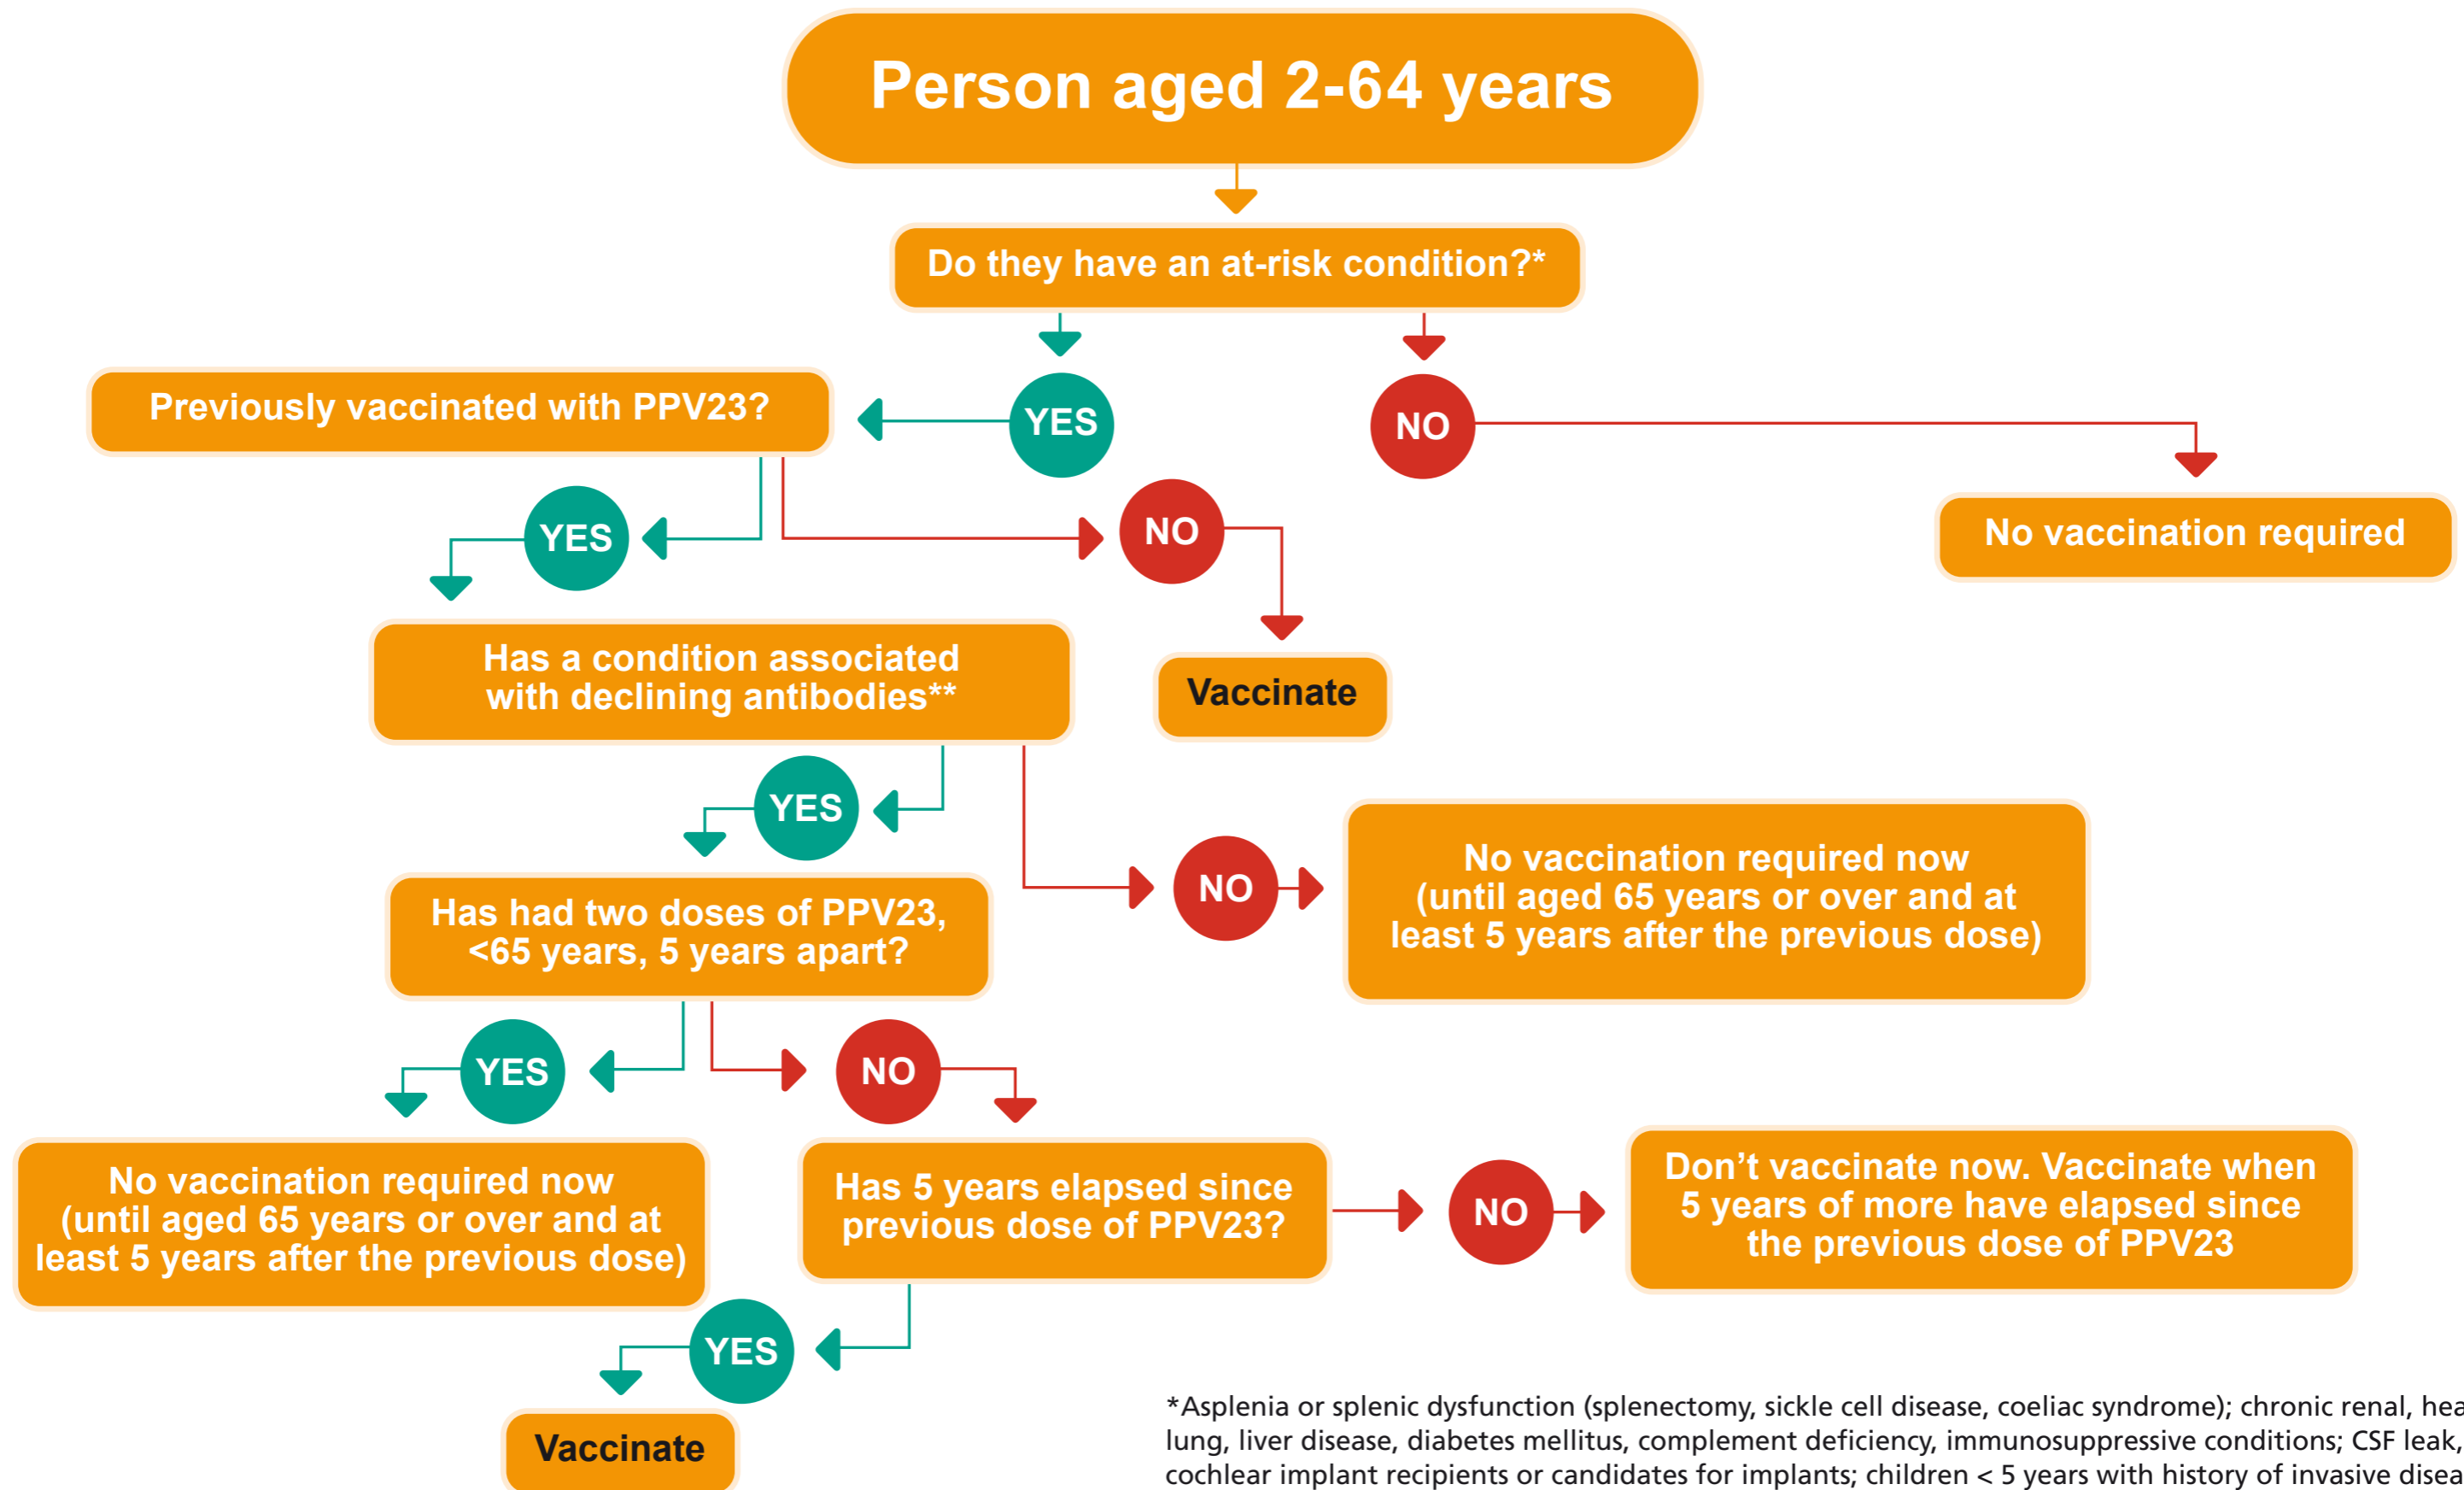 Person aged 2-64 years
Do they have an at-risk condition?*
YES
NO
Previously vaccinated with PPV23?
YES
NO
No vaccination required
Has a condition associated
with declining antibodies**
Vaccinate
YES
NO
No vaccination required now
(until aged 65 years or over and at
least 5 years after the previous dose)
Has had two doses of PPV23,
<65 years, 5 years apart?
YES
NO
No vaccination required now
(until aged 65 years or over and at
least 5 years after the previous dose)
Has 5 years elapsed since
previous dose of PPV23?
NO
Don’t vaccinate now. Vaccinate when
5 years of more have elapsed since
the previous dose of PPV23
YES
Vaccinate
*Asplenia or splenic dysfunction (splenectomy, sickle cell disease, coeliac syndrome); chronic renal,
lung, liver disease, diabetes mellitus, complement deficiency, immunosuppressive conditions; CSF leak,
cochlear implant recipients or candidates for implants; children < 5 years with history of invasive